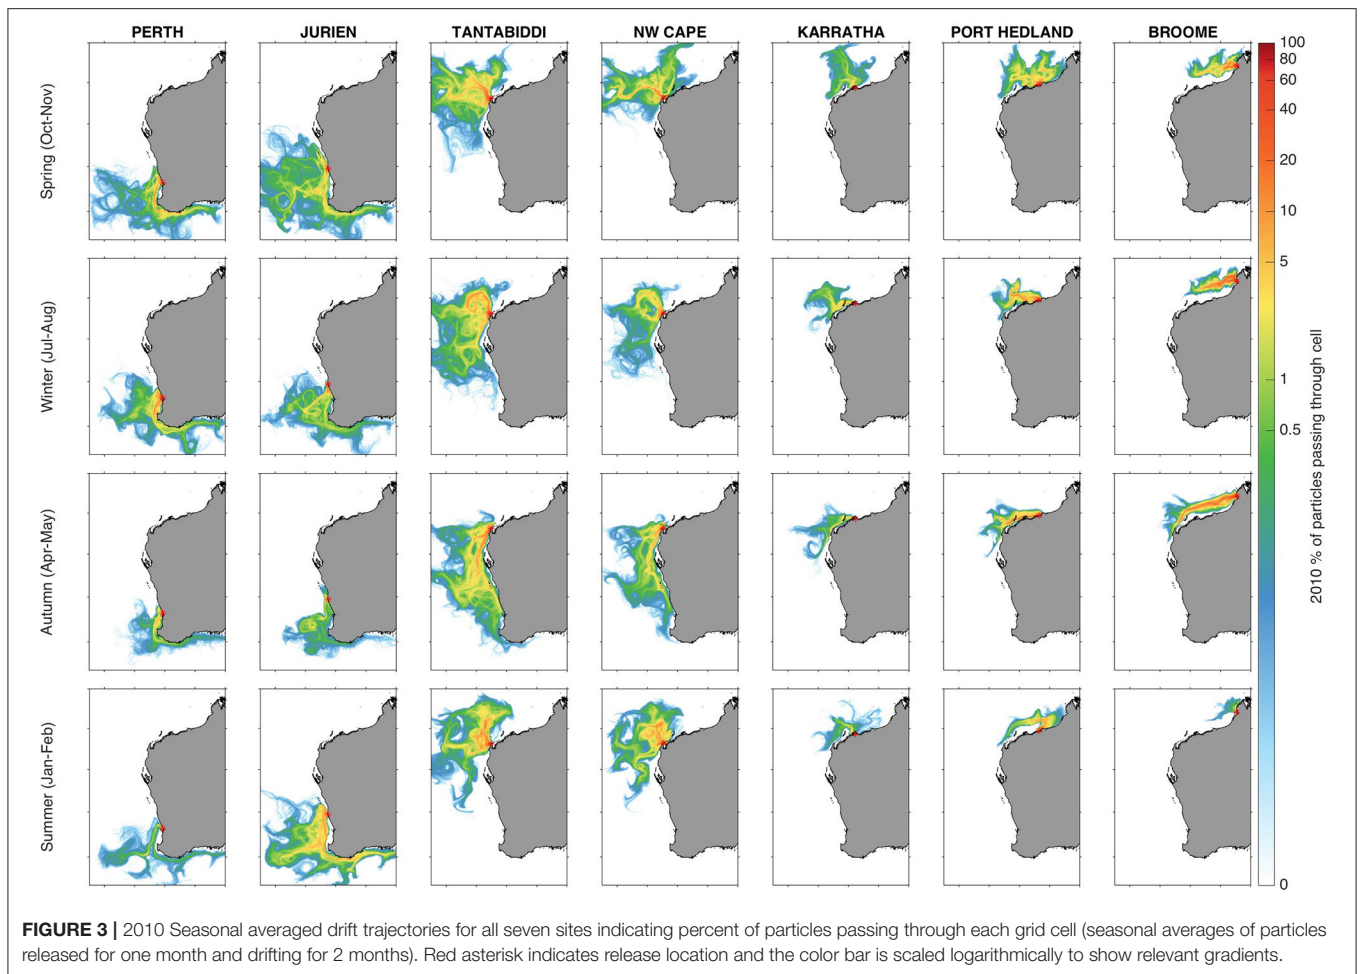 PERTH JURIEN TANTABIDDI NW CAPE KARRATHA PORT HEDLAND BROOME
Spring (Oct-Nov)
Winter (Jul-Aug)
Autumn (Apr-May)
Summer (Jan-Feb)
100
80
60
40
20
10
5
1
0.5
0
2010 % of particles passing through cell
FIGURE 3 | 2010 Seasonal averaged drift trajectories for all seven sites indicating percent of particles passing through each grid cell (seasonal averages of particles
released for one month and drifting for 2 months). Red asterisk indicates release location and the color bar is scaled logarithmically to show relevant gradients.